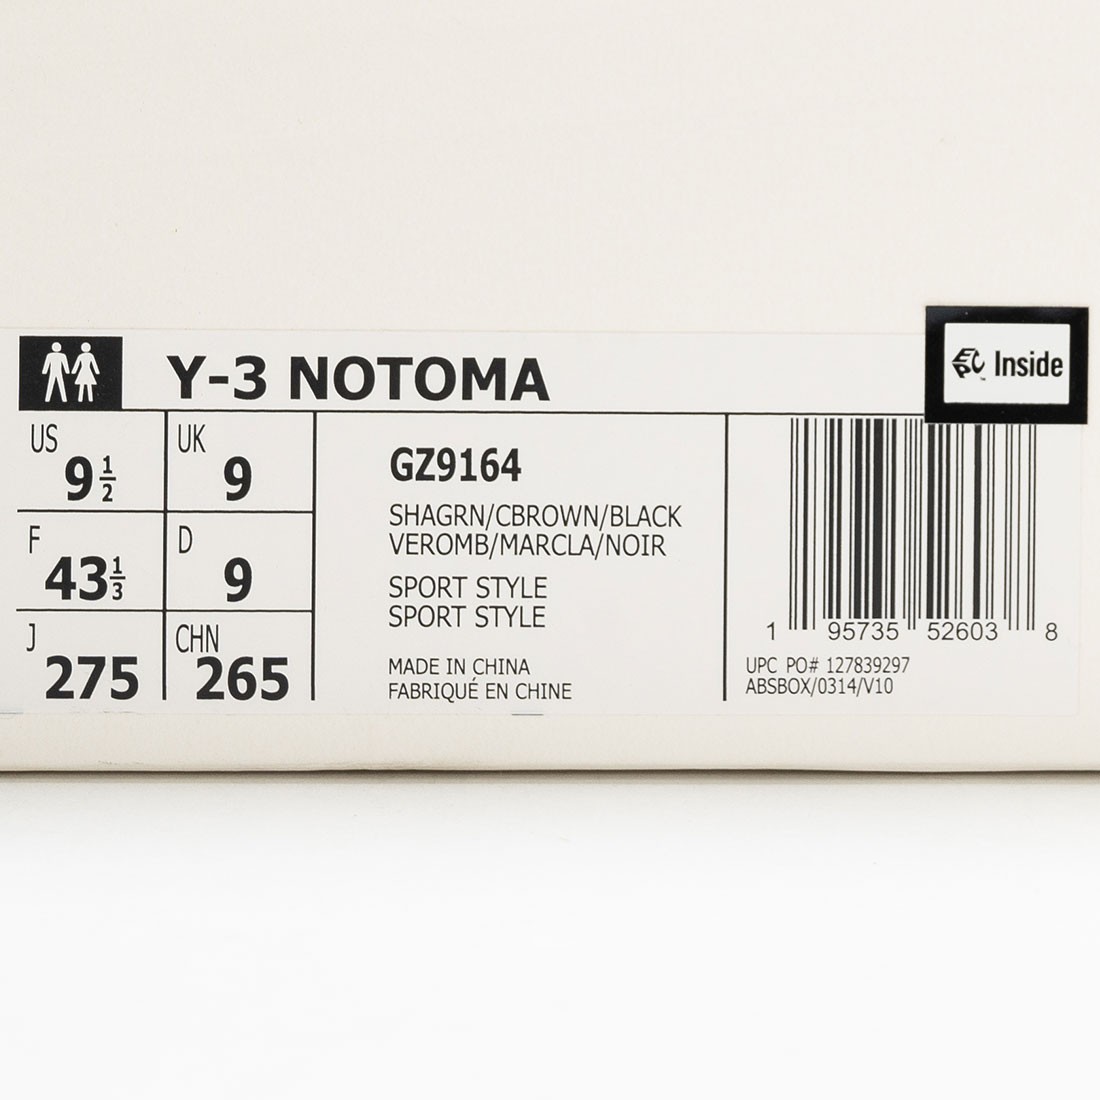 Y-3 NOTOMA
EPC™ Inside
US 9 1/2
UK 9
F 43 1/3
D 9
J 275
CHN 265
GZ9164
SHAGRN/CBROWN/BLACK
VEROMB/MARCLA/NOIR
SPORT STYLE
SPORT STYLE
MADE IN CHINA
FABRIQUÉ EN CHINE
1 95735 52603 8
UPC PO# 127839297
ABSBOX/0314/V10